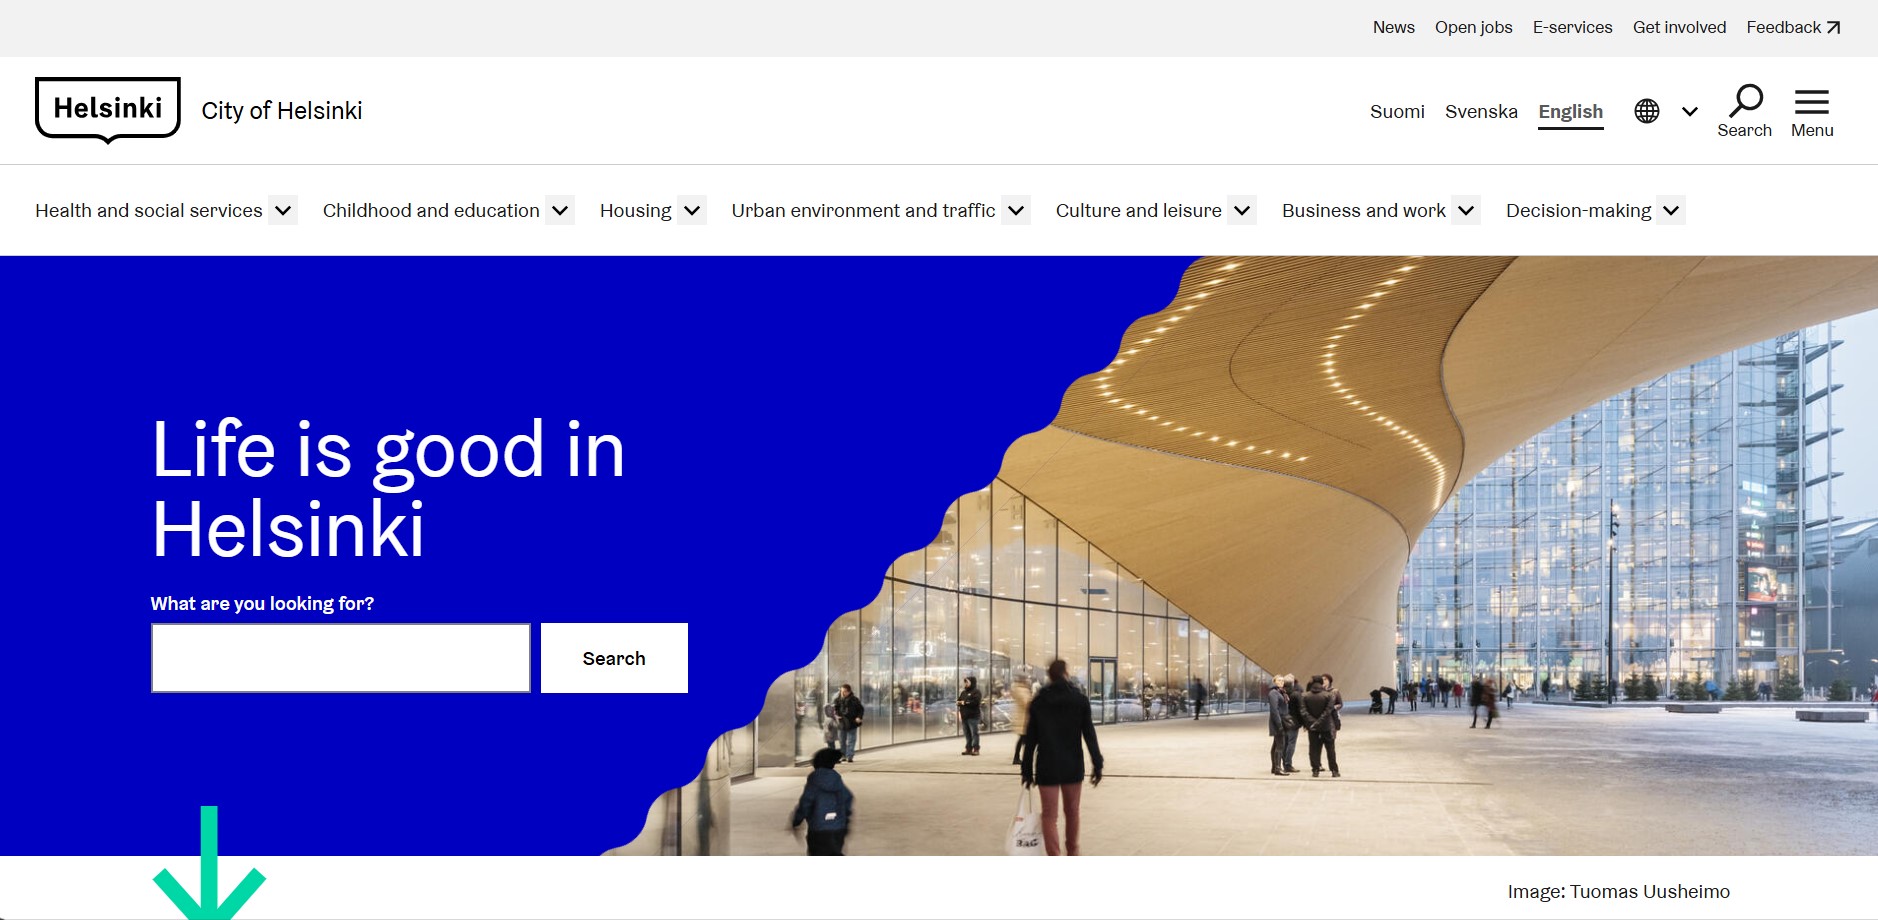 News Open jobs E-services Get involved Feedback
Helsinki City of Helsinki
Suomi Svenska English
Search Menu
Health and social services Childhood and education Housing Urban environment and traffic Culture and leisure Business and work Decision-making
Life is good in
Helsinki
What are you looking for?
Search
Image: Tuomas Uusheimo